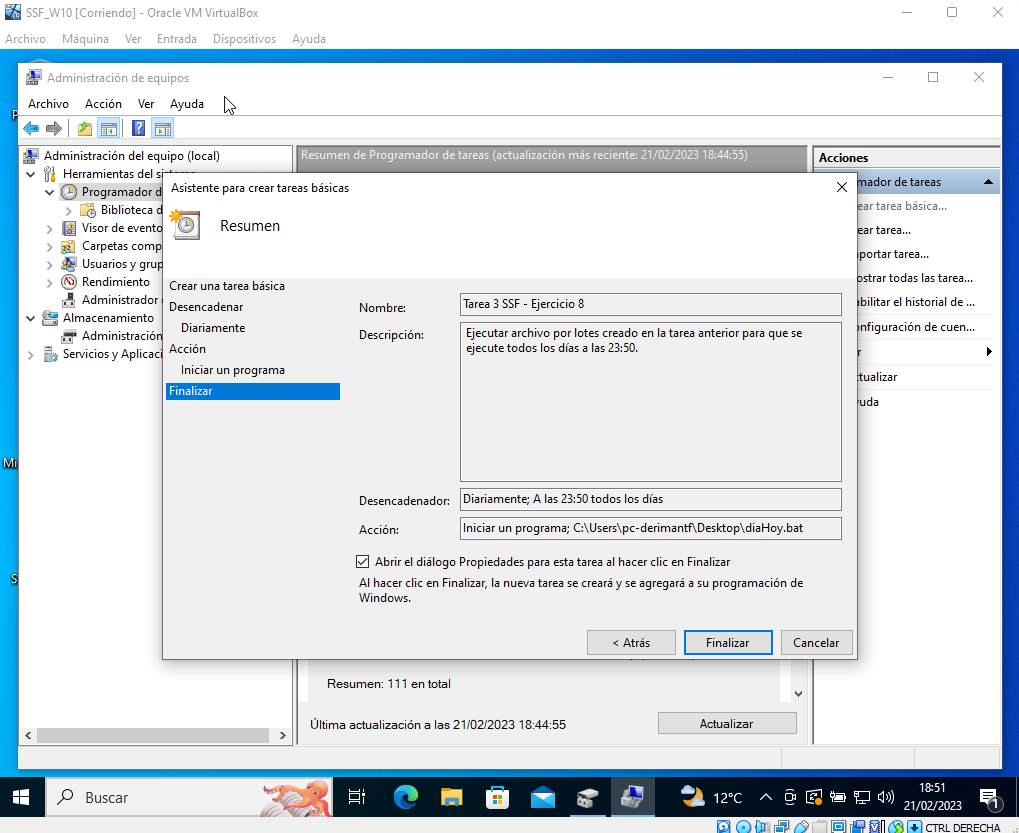 SSF_W10 [Corriendo] - Oracle VM VirtualBox
Archivo Máquina Ver Entrada Dispositivos Ayuda
Administración de equipos
Archivo Acción Ver Ayuda
Administración del equipo (local)
Herramientas del sistema
Programador d
Biblioteca d
Visor de evento
Carpetas comp
Usuarios y grup
Rendimiento
Administrador
Almacenamiento
Administración
Servicios y Aplicaci
Resumen de Programador de tareas (actualización más reciente: 21/02/2023 18:44:55)
Asistente para crear tareas básicas
Resumen
Crear una tarea básica
Desencadenar
Diariamente
Acción
Iniciar un programa
Finalizar
Nombre: Tarea 3 SSF - Ejercicio 8
Descripción: Ejecutar archivo por lotes creado en la tarea anterior para que se
ejecute todos los días a las 23:50.
Desencadenador: Diariamente; A las 23:50 todos los días
Acción: Iniciar un programa; C:\Users\pc-derimantf\Desktop\diaHoy.bat
Abrir el diálogo Propiedades para esta tarea al hacer clic en Finalizar
Al hacer clic en Finalizar, la nueva tarea se creará y se agregará a su programación de
Windows.
< Atrás Finalizar Cancelar
Resumen: 111 en total
Última actualización a las 21/02/2023 18:44:55 Actualizar
Acciones
mador de tareas
ear tarea básica...
ear tarea...
portar tarea...
ostrar todas las tarea...
abilitar el historial de ...
onfiguración de cuen...
r
ctualizar
yuda
Mi
S
Buscar
12°C
18:51
21/02/2023
1
CTRL DERECHA